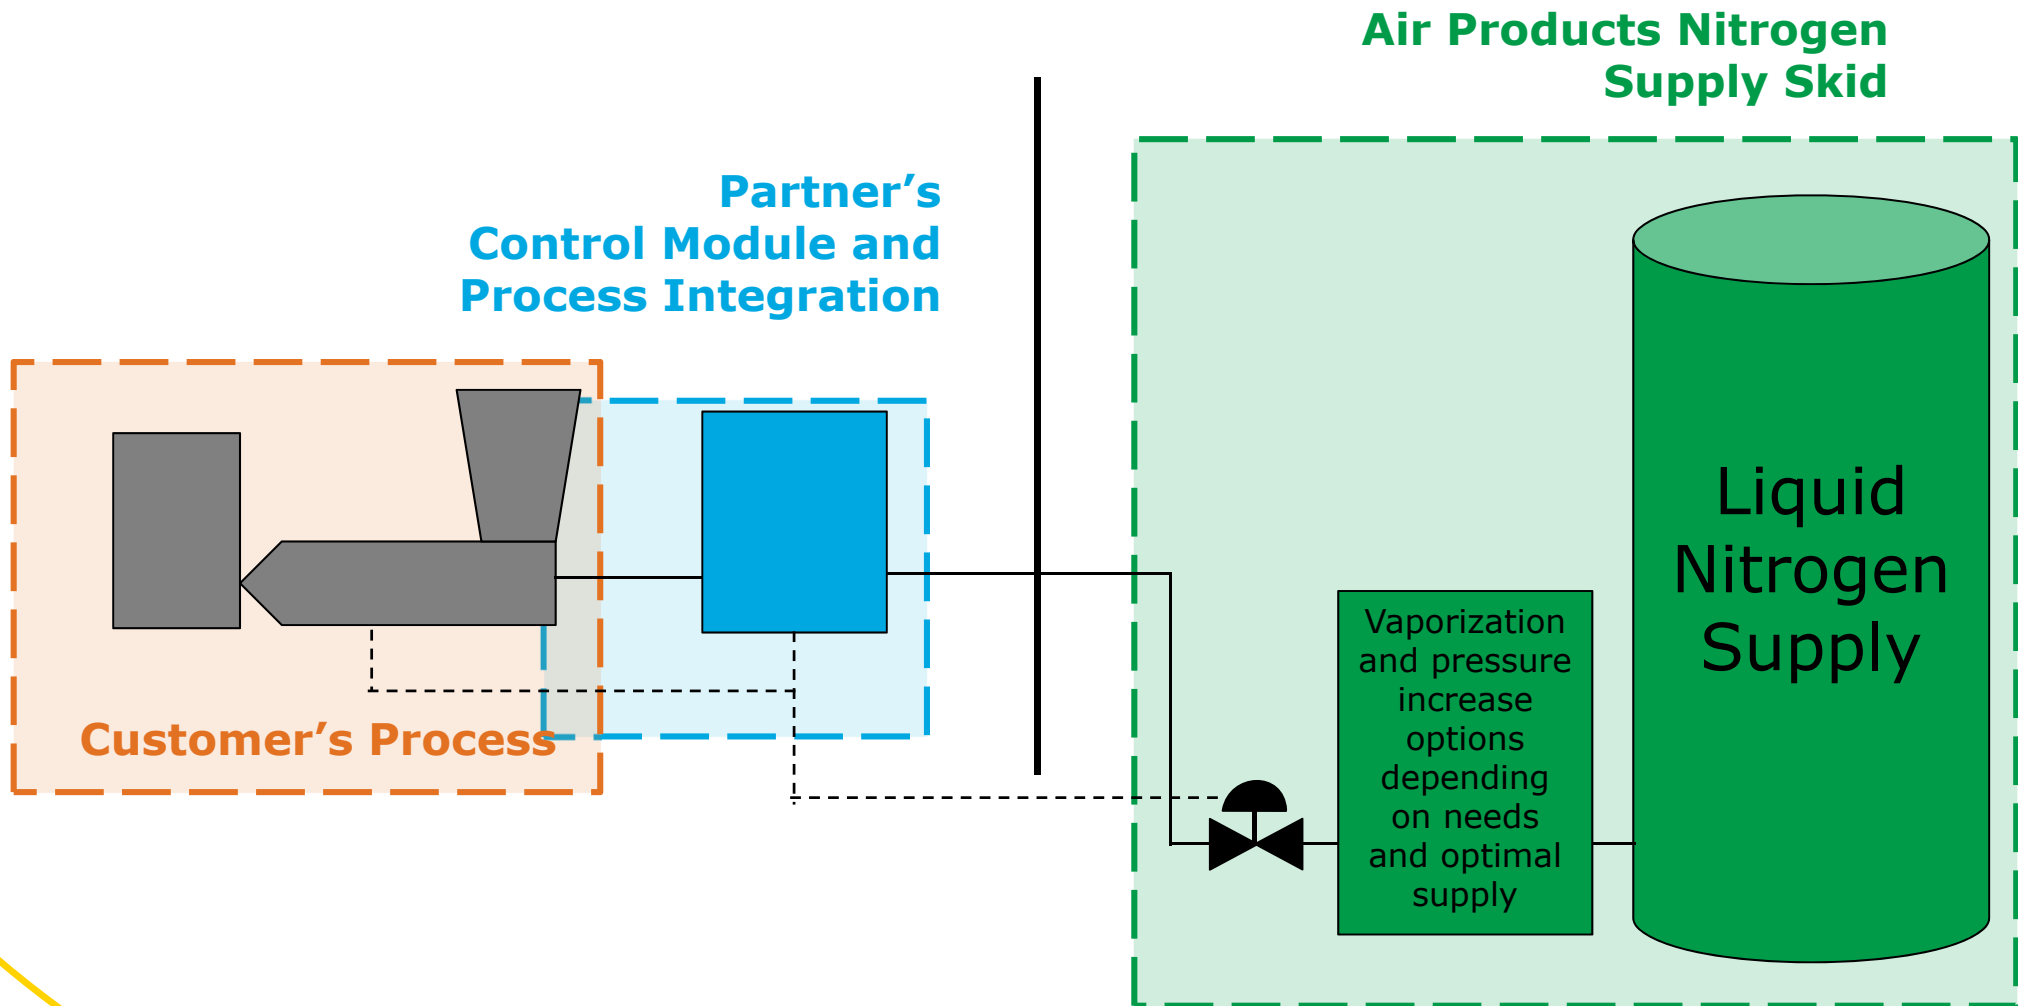 Air Products Nitrogen
Supply Skid
Partner’s
Control Module and
Process Integration
Customer’s Process
Vaporization
and pressure
increase
options
depending
on needs
and optimal
supply
Liquid
Nitrogen
Supply